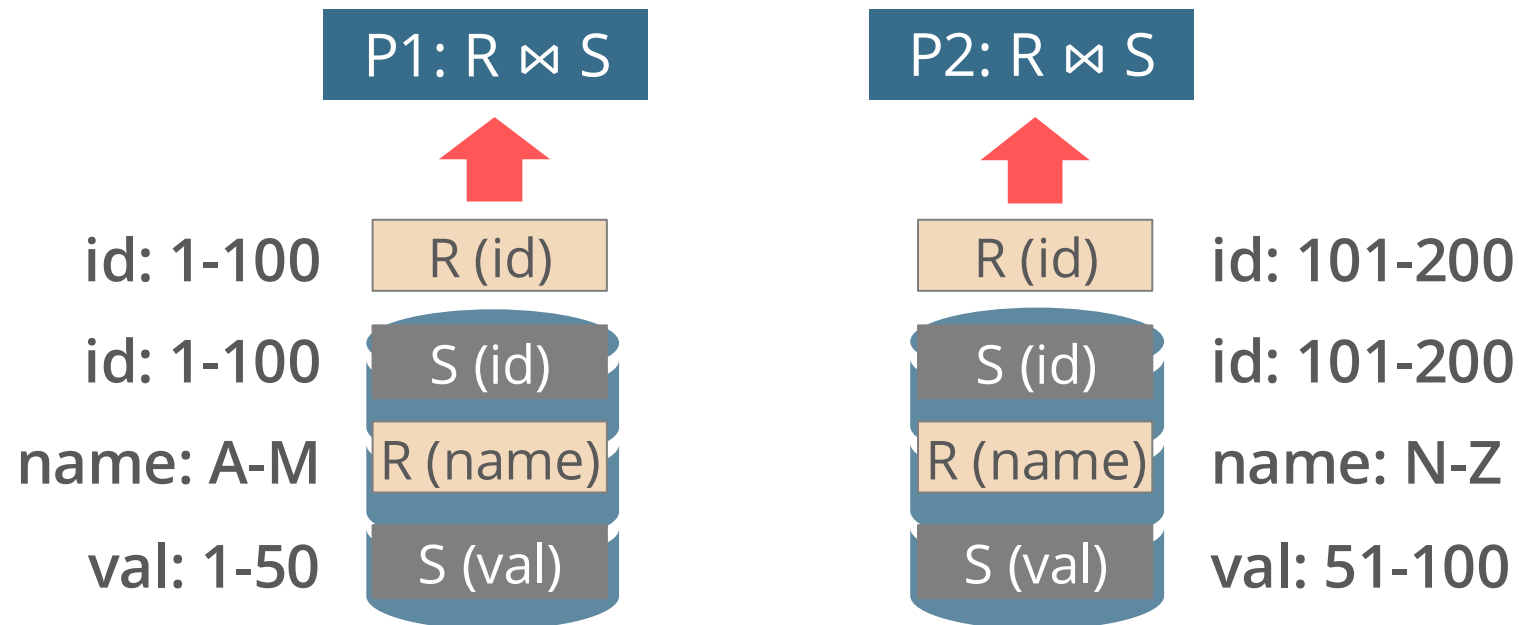 P1: R ⋈ S
P2: R ⋈ S
id: 1-100
R (id)
R (id)
id: 101-200
id: 1-100
S (id)
S (id)
id: 101-200
name: A-M
R (name)
R (name)
name: N-Z
val: 1-50
S (val)
S (val)
val: 51-100